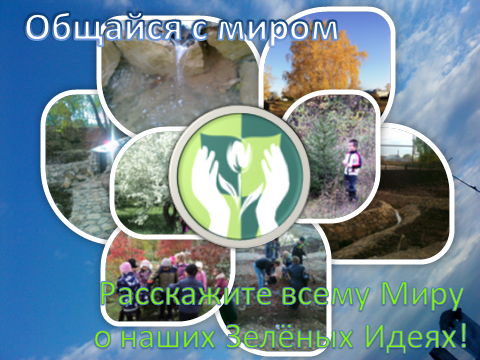 Общайся с миром
Расскажите всему Миру
о наших Зелёных Идеях!